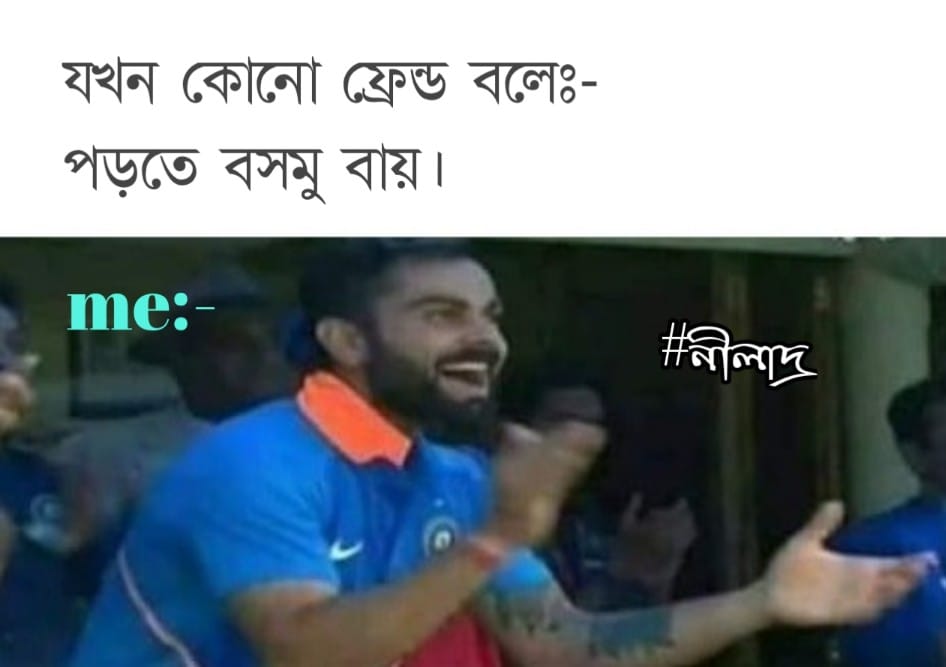 যখন কোনো ফ্রেন্ড বলেঃ-
পড়তে বসমু বায়।
me:-
#নীলাদ্র